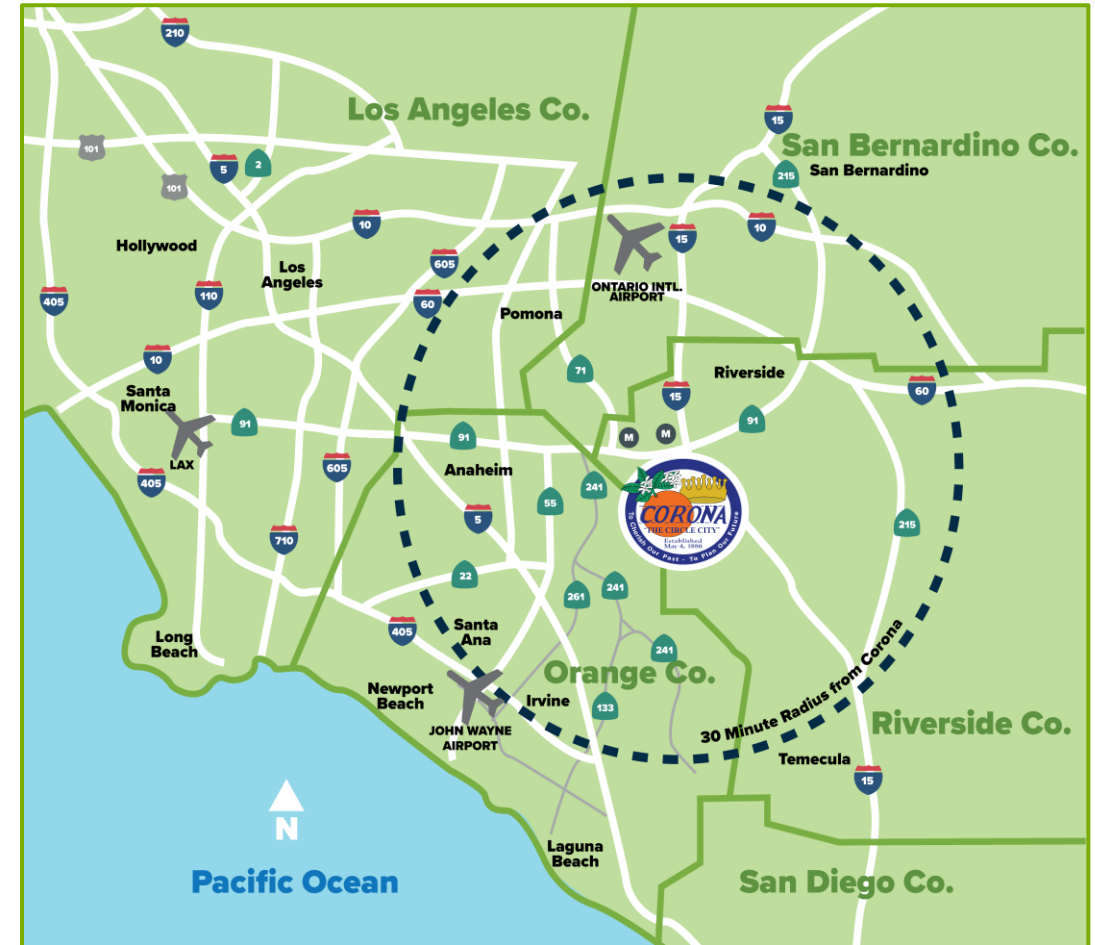 210
Los Angeles Co.
15
San Bernardino Co.
101
5
2
215
San Bernardino
101
10
15
10
Hollywood
605
Los
Angeles
405
110
60
ONTARIO INTL.
AIRPORT
Pomona
10
71
Riverside
Santa
Monica
15
60
91
91
91
M
M
LAX
405
605
Anaheim
241
55
5
CORONA
"THE CIRCLE CITY"
Established
May 4, 1886
To Cherish Our Past – To Plan Our Future
215
710
22
261
241
405
Santa
Ana
241
Long
Beach
Orange Co.
30 Minute Radius from Corona
Newport
Beach
Irvine
133
JOHN WAYNE
AIRPORT
Riverside Co.
Temecula
15
N
Laguna
Beach
Pacific Ocean
San Diego Co.